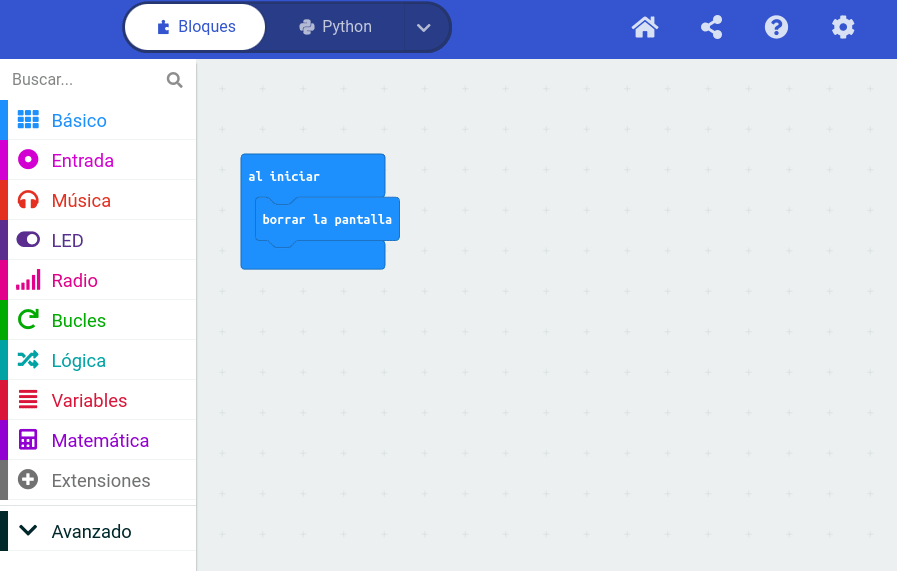 Bloques
Python
Buscar...
Básico
Entrada
Música
LED
Radio
Bucles
Lógica
Variables
Matemática
Extensiones
Avanzado
al iniciar
borrar la pantalla